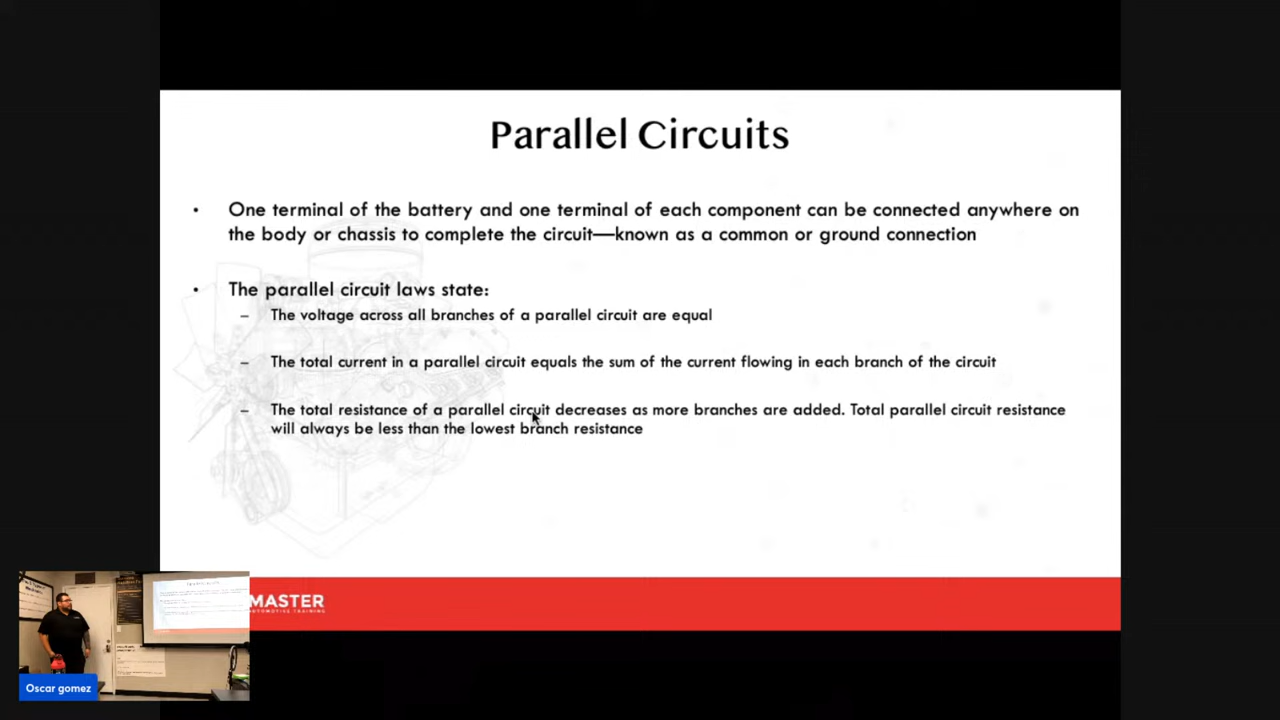 Parallel Circuits
• One terminal of the battery and one terminal of each component can be connected anywhere on
the body or chassis to complete the circuit—known as a common or ground connection
• The parallel circuit laws state:
– The voltage across all branches of a parallel circuit are equal
– The total current in a parallel circuit equals the sum of the current flowing in each branch of the circuit
– The total resistance of a parallel circuit decreases as more branches are added. Total parallel circuit resistance
will always be less than the lowest branch resistance
MASTER
AUTOMOTIVE TRAINING
Oscar gomez